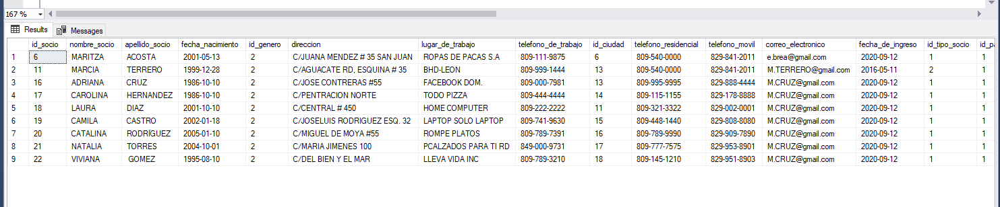 167 %
Results Messages
id_socio nombre_socio apellido_socio fecha_nacimiento id_genero direccion lugar_de_trabajo telefono_de_trabajo id_ciudad telefono_residencial telefono_movil correo_electronico fecha_de_ingreso id_tipo_socio id_pa
1 6 MARITZA ACOSTA 2001-05-13 2 C/JUANA MENDEZ # 35 SAN JUAN ROPAS DE PACAS S.A 809-111-9875 6 809-540-0000 829-841-2011 e.brea@gmail.com 2020-09-12 1 1
2 11 MARCIA TERRERO 1999-12-28 2 C/AGUACATE RD, ESQUINA # 35 BHD-LEON 809-999-1444 13 809-540-0000 829-841-2011 M.TERRERO@gmail.com 2016-05-11 2 1
3 16 ADRIANA CRUZ 1986-10-10 2 C/JOSE CONTRERAS #55 FACEBOOK DOM. 809-000-7981 13 809-995-9995 829-888-4444 M.CRUZ@gmail.com 2020-09-12 1 1
4 17 CAROLINA HERNANDEZ 1986-10-10 2 C/PENTRACION NORTE TODO PIZZA 809-444-4444 14 809-115-1155 829-178-8888 M.CRUZ@gmail.com 2020-09-12 1 1
5 18 LAURA DIAZ 2001-10-10 2 C/CENTRAL # 450 HOME COMPUTER 809-222-2222 11 809-321-3322 829-002-0001 M.CRUZ@gmail.com 2020-09-12 1 1
6 19 CAMILA CASTRO 2002-01-18 2 C/JOSELUIS RODRIGUEZ ESQ. 32 LAPTOP SOLO LAPTOP 809-741-9630 15 809-448-1440 829-808-8080 M.CRUZ@gmail.com 2020-09-12 1 1
7 20 CATALINA RODRÍGUEZ 2005-01-10 2 C/MIGUEL DE MOYA #55 ROMPE PLATOS 809-789-7391 16 809-789-9990 829-909-7890 M.CRUZ@gmail.com 2020-09-12 1 1
8 21 NATALIA TORRES 2004-10-01 2 C/MARIA JIMENES 100 PCALZADOS PARA TI RD 849-000-9731 17 809-777-7575 829-953-8901 M.CRUZ@gmail.com 2020-09-12 1 1
9 22 VIVIANA GOMEZ 1995-08-10 2 C/DEL BIEN Y EL MAR LLEVA VIDA INC 809-789-3210 18 809-145-1210 829-951-8903 M.CRUZ@gmail.com 2020-09-12 1 1